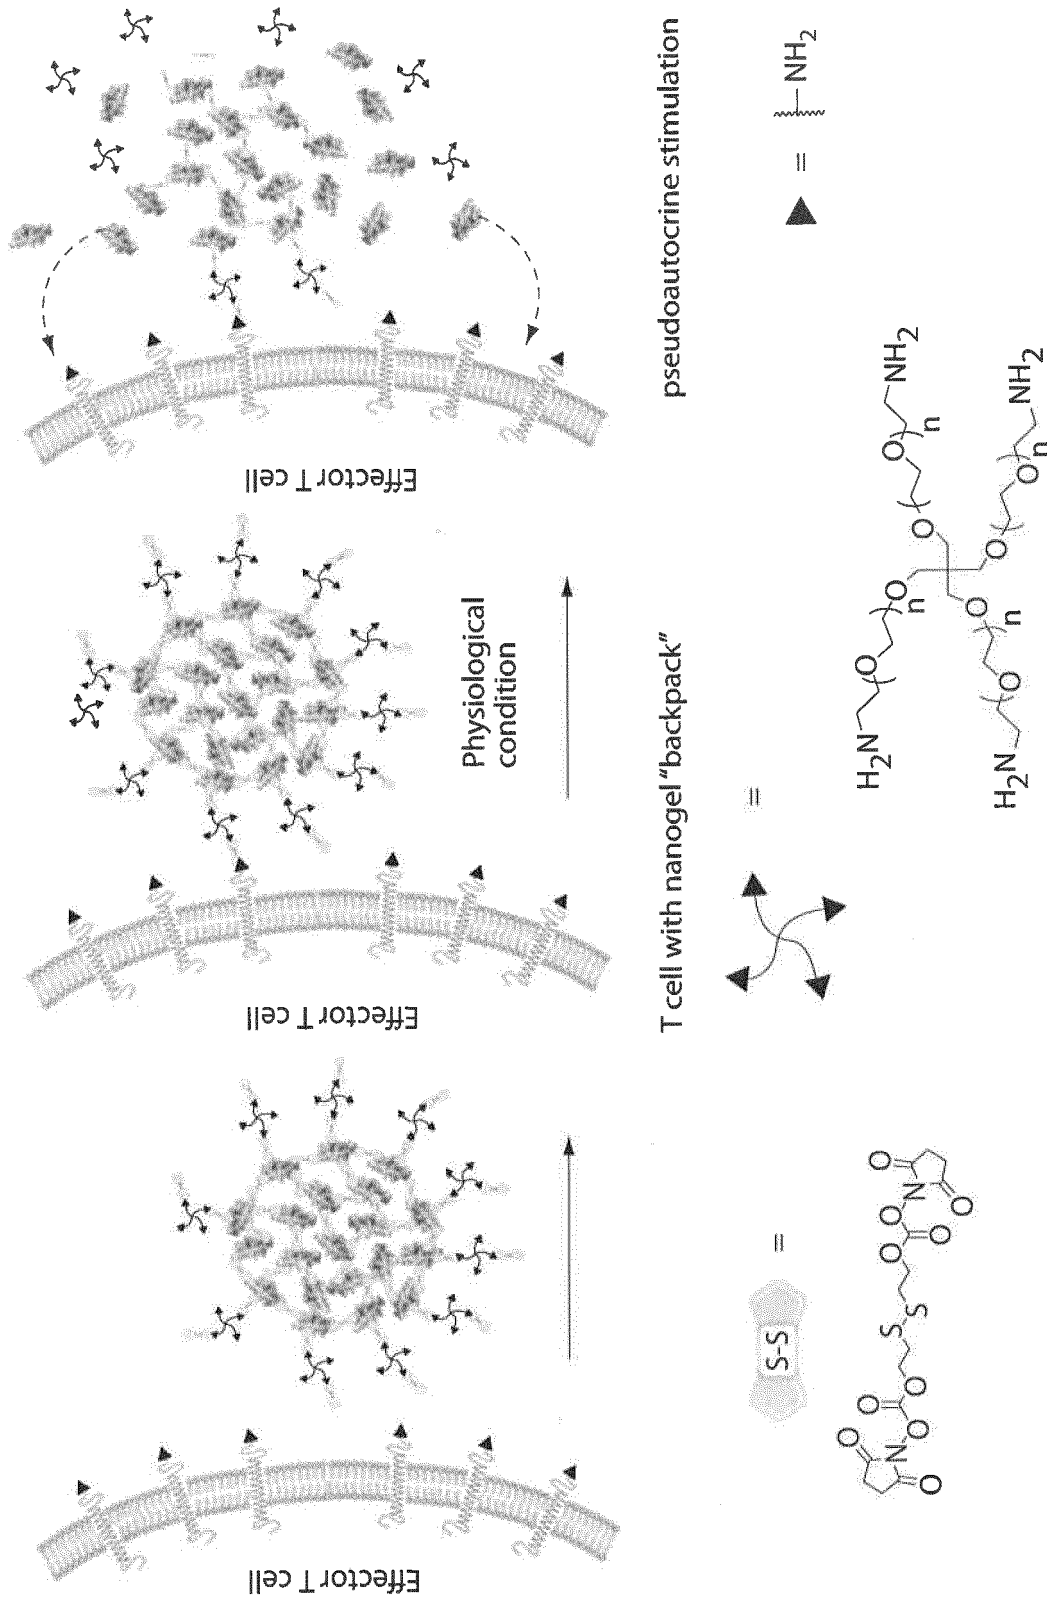 Effector T cell
Effector T cell
Effector T cell
Physiological
condition
T cell with nanogel “backpack”
pseudoautocrine stimulation
S-S
=
=
=
NH2
O
O
N
O
O
O
O
S
S
O
O
O
N
O
O
H2N
O
n
O
O
O
n
NH2
H2N
O
n
O
O
O
n
NH2